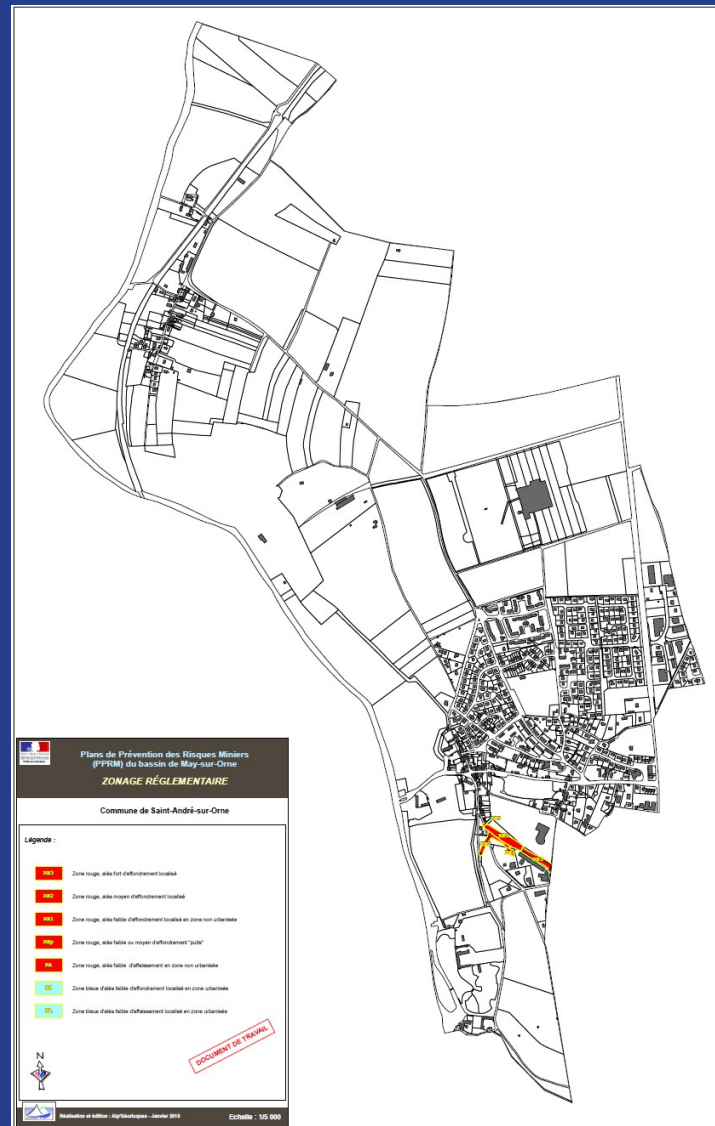 Plans de Prévention des Risques Miniers
(PPRM) du bassin de May-sur-Orne
ZONAGE RÉGLEMENTAIRE
Commune de Saint-André-sur-Orne
Légende :
Zone rouge, aléa fort d'effondrement localisé
Zone rouge, aléa moyen d'effondrement localisé
Zone rouge, aléa faible d'effondrement localisé en zone non urbanisée
Zone rouge, aléa faible ou moyen d'effondrement "puits"
Zone rouge, aléa faible d'affaissement en zone non urbanisée
Zone bleue d'aléa faible d'effondrement localisé en zone urbanisée
Zone bleue d'aléa faible d'affaissement localisé en zone urbanisée
DOCUMENT DE TRAVAIL
N
Réalisation et édition : Alp'Géorisques - Janvier 2018
Echelle : 1/5 000